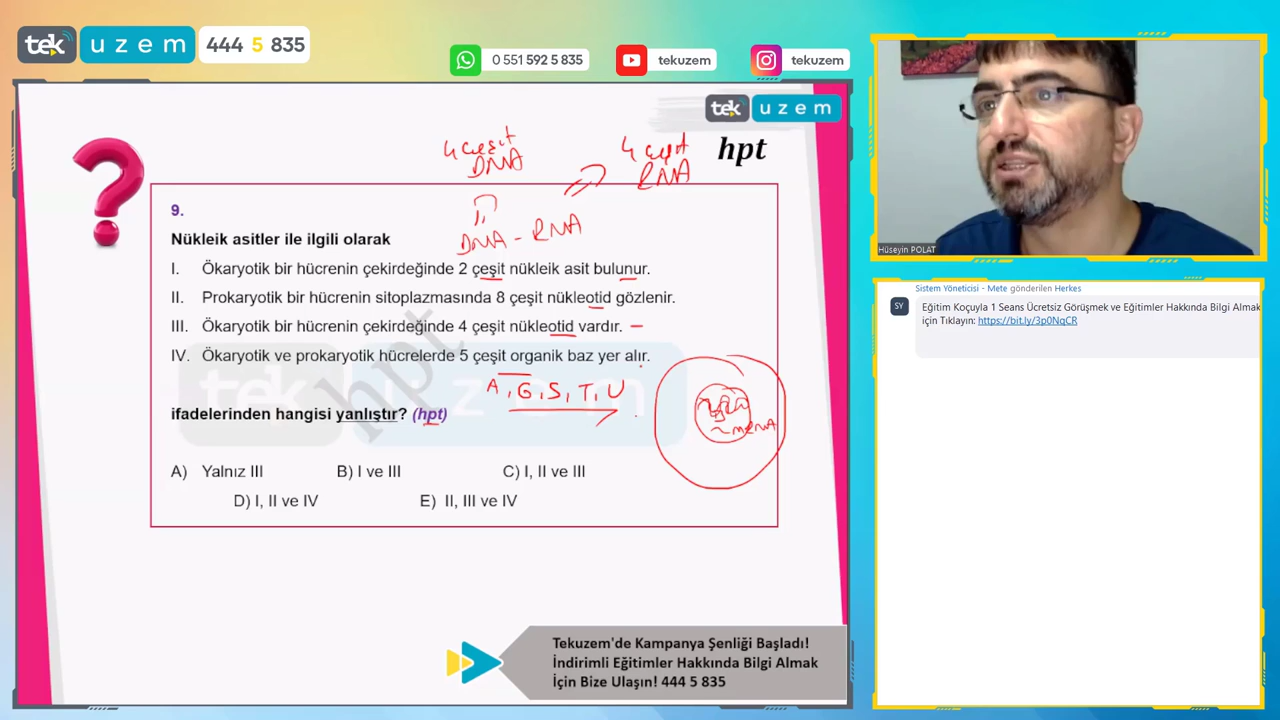 tek uzem 444 5 835
0 551 592 5 835 tekuzem tekuzem
tek uzem
hpt
4 çeşit DNA
4 çeşit RNA
DNA - RNA
9.
Nükleik asitler ile ilgili olarak
I. Ökaryotik bir hücrenin çekirdeğinde 2 çeşit nükleik asit bulunur.
II. Prokaryotik bir hücrenin sitoplazmasında 8 çeşit nükleotid gözlenir.
III. Ökaryotik bir hücrenin çekirdeğinde 4 çeşit nükleotid vardır.
IV. Ökaryotik ve prokaryotik hücrelerde 5 çeşit organik baz yer alır.
A, G, S, T, U
mRNA
ifadelerinden hangisi yanlıştır? (hpt)
A) Yalnız III B) I ve III C) I, II ve III
D) I, II ve IV E) II, III ve IV
hpt
tek uzem
Tekuzem'de Kampanya Şenliği Başladı!
İndirimli Eğitimler Hakkında Bilgi Almak
İçin Bize Ulaşın! 444 5 835
Hüseyin POLAT
Sistem Yöneticisi - Mete gönderilen Herkes
SY
Eğitim Koçuyla 1 Seans Ücretsiz Görüşmek ve Eğitimler Hakkında Bilgi Almak
için Tıklayın: https://bit.ly/3p0NqCR